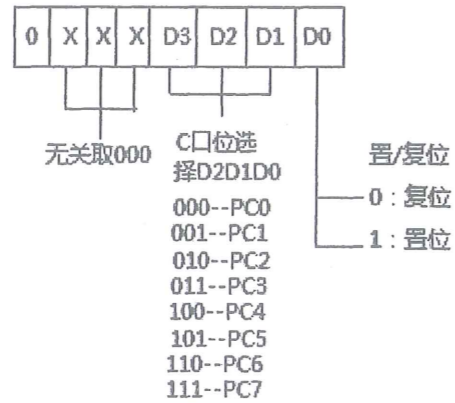 0 X X X D3 D2 D1 D0
无关取000
C口位选
择D2D1D0
000--PC0
001--PC1
010--PC2
011--PC3
100--PC4
101--PC5
110--PC6
111--PC7
置/复位
0：复位
1：置位